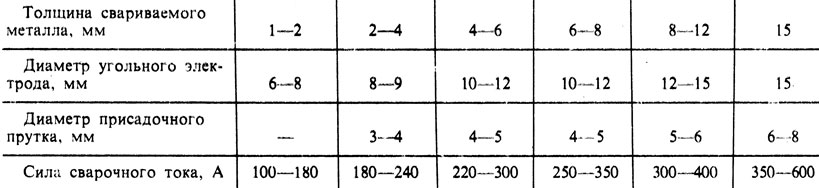 Толщина свариваемого
металла, мм 1—2 2—4 4—6 6—8 8—12 15
Диаметр угольного элек-
трода, мм 6—8 8—9 10—12 10—12 12—15 15
Диаметр присадочного
прутка, мм — 3—4 4—5 4—5 5—6 6—8
Сила сварочного тока, А 100—180 180—240 220—300 250—350 300—400 350—600